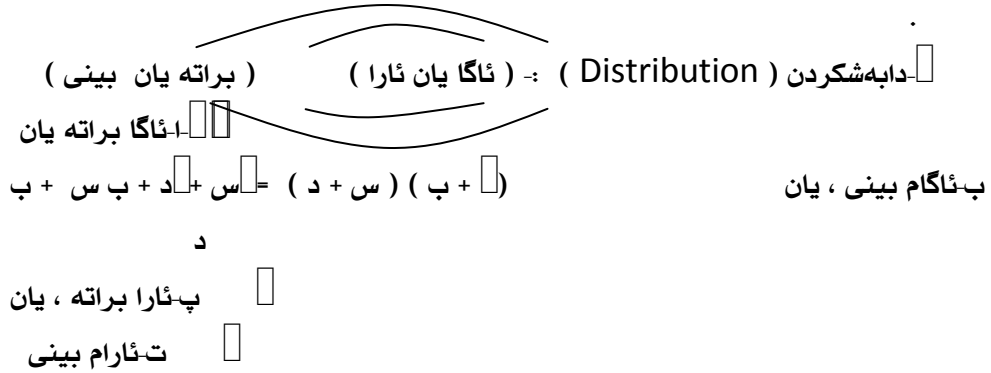 .
-دابەشکردن ( Distribution ) :- ( ئاگا یان ئارا ) ( براتە یان بینی )
-ا-ئاگا براتە یان
ب-ئاگام بینی ، یان ( + ب ) ( س + د ) = س + د + ب س + ب
د
پ-ئارا براتە ، یان
ت-ئارام بینی